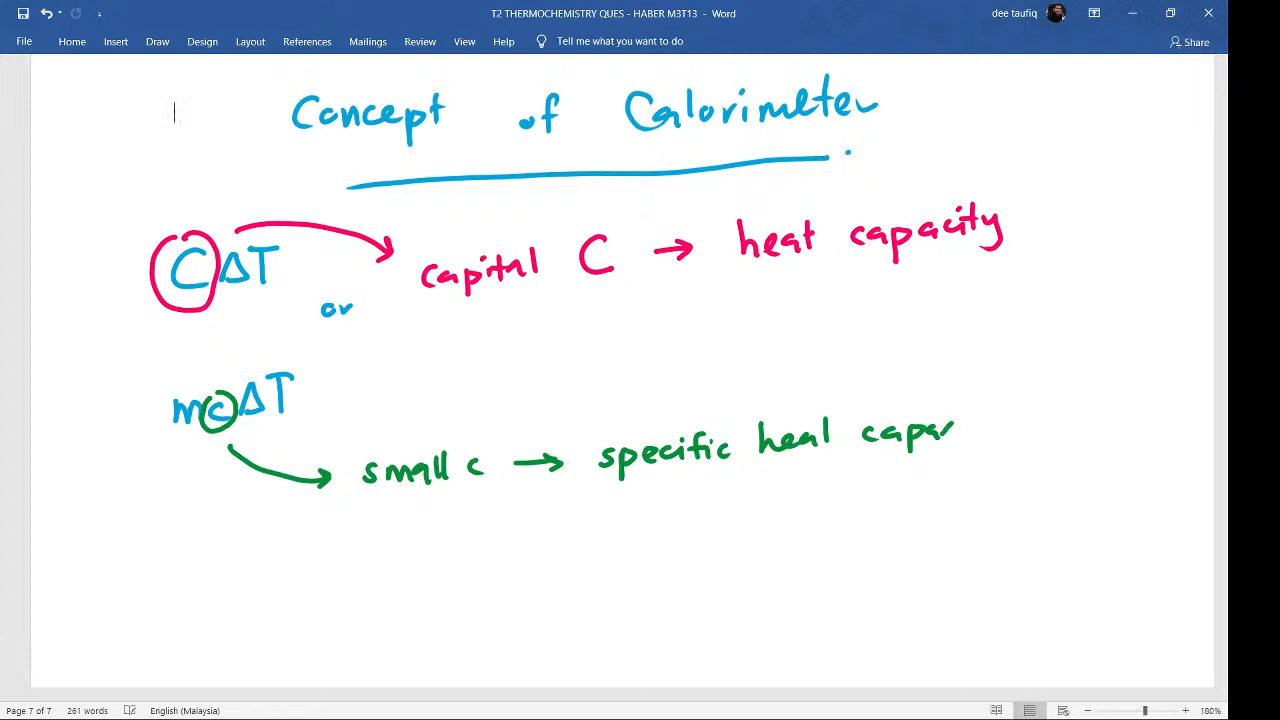 T2 THERMOCHEMISTRY QUES - HABER M3T13 - Word
dee taufiq
File Home Insert Draw Design Layout References Mailings Review View Help Tell me what you want to do
Share
Concept of Calorimeter
CΔT
capital C → heat capacity
or
mcΔT
small c → specific heal capac
Page 7 of 7 261 words English (Malaysia) 180%